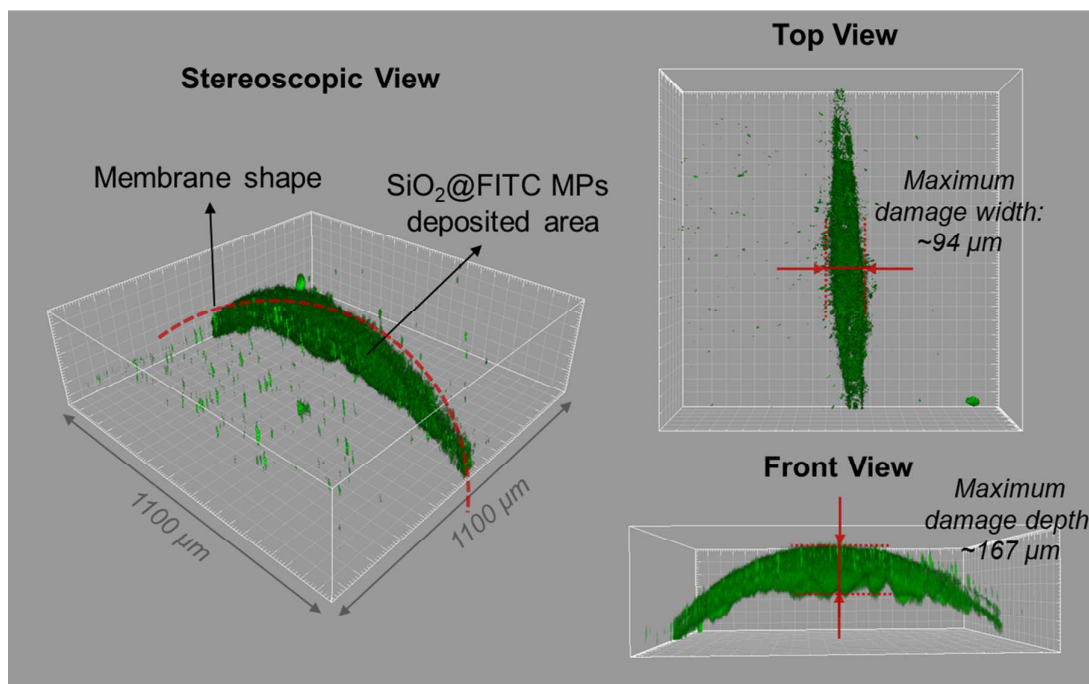 Stereoscopic View
Membrane shape
SiO₂@FITC MPs
deposited area
1100 µm
1100 µm
Top View
Maximum
damage width:
~94 µm
Front View
Maximum
damage depth
~167 µm